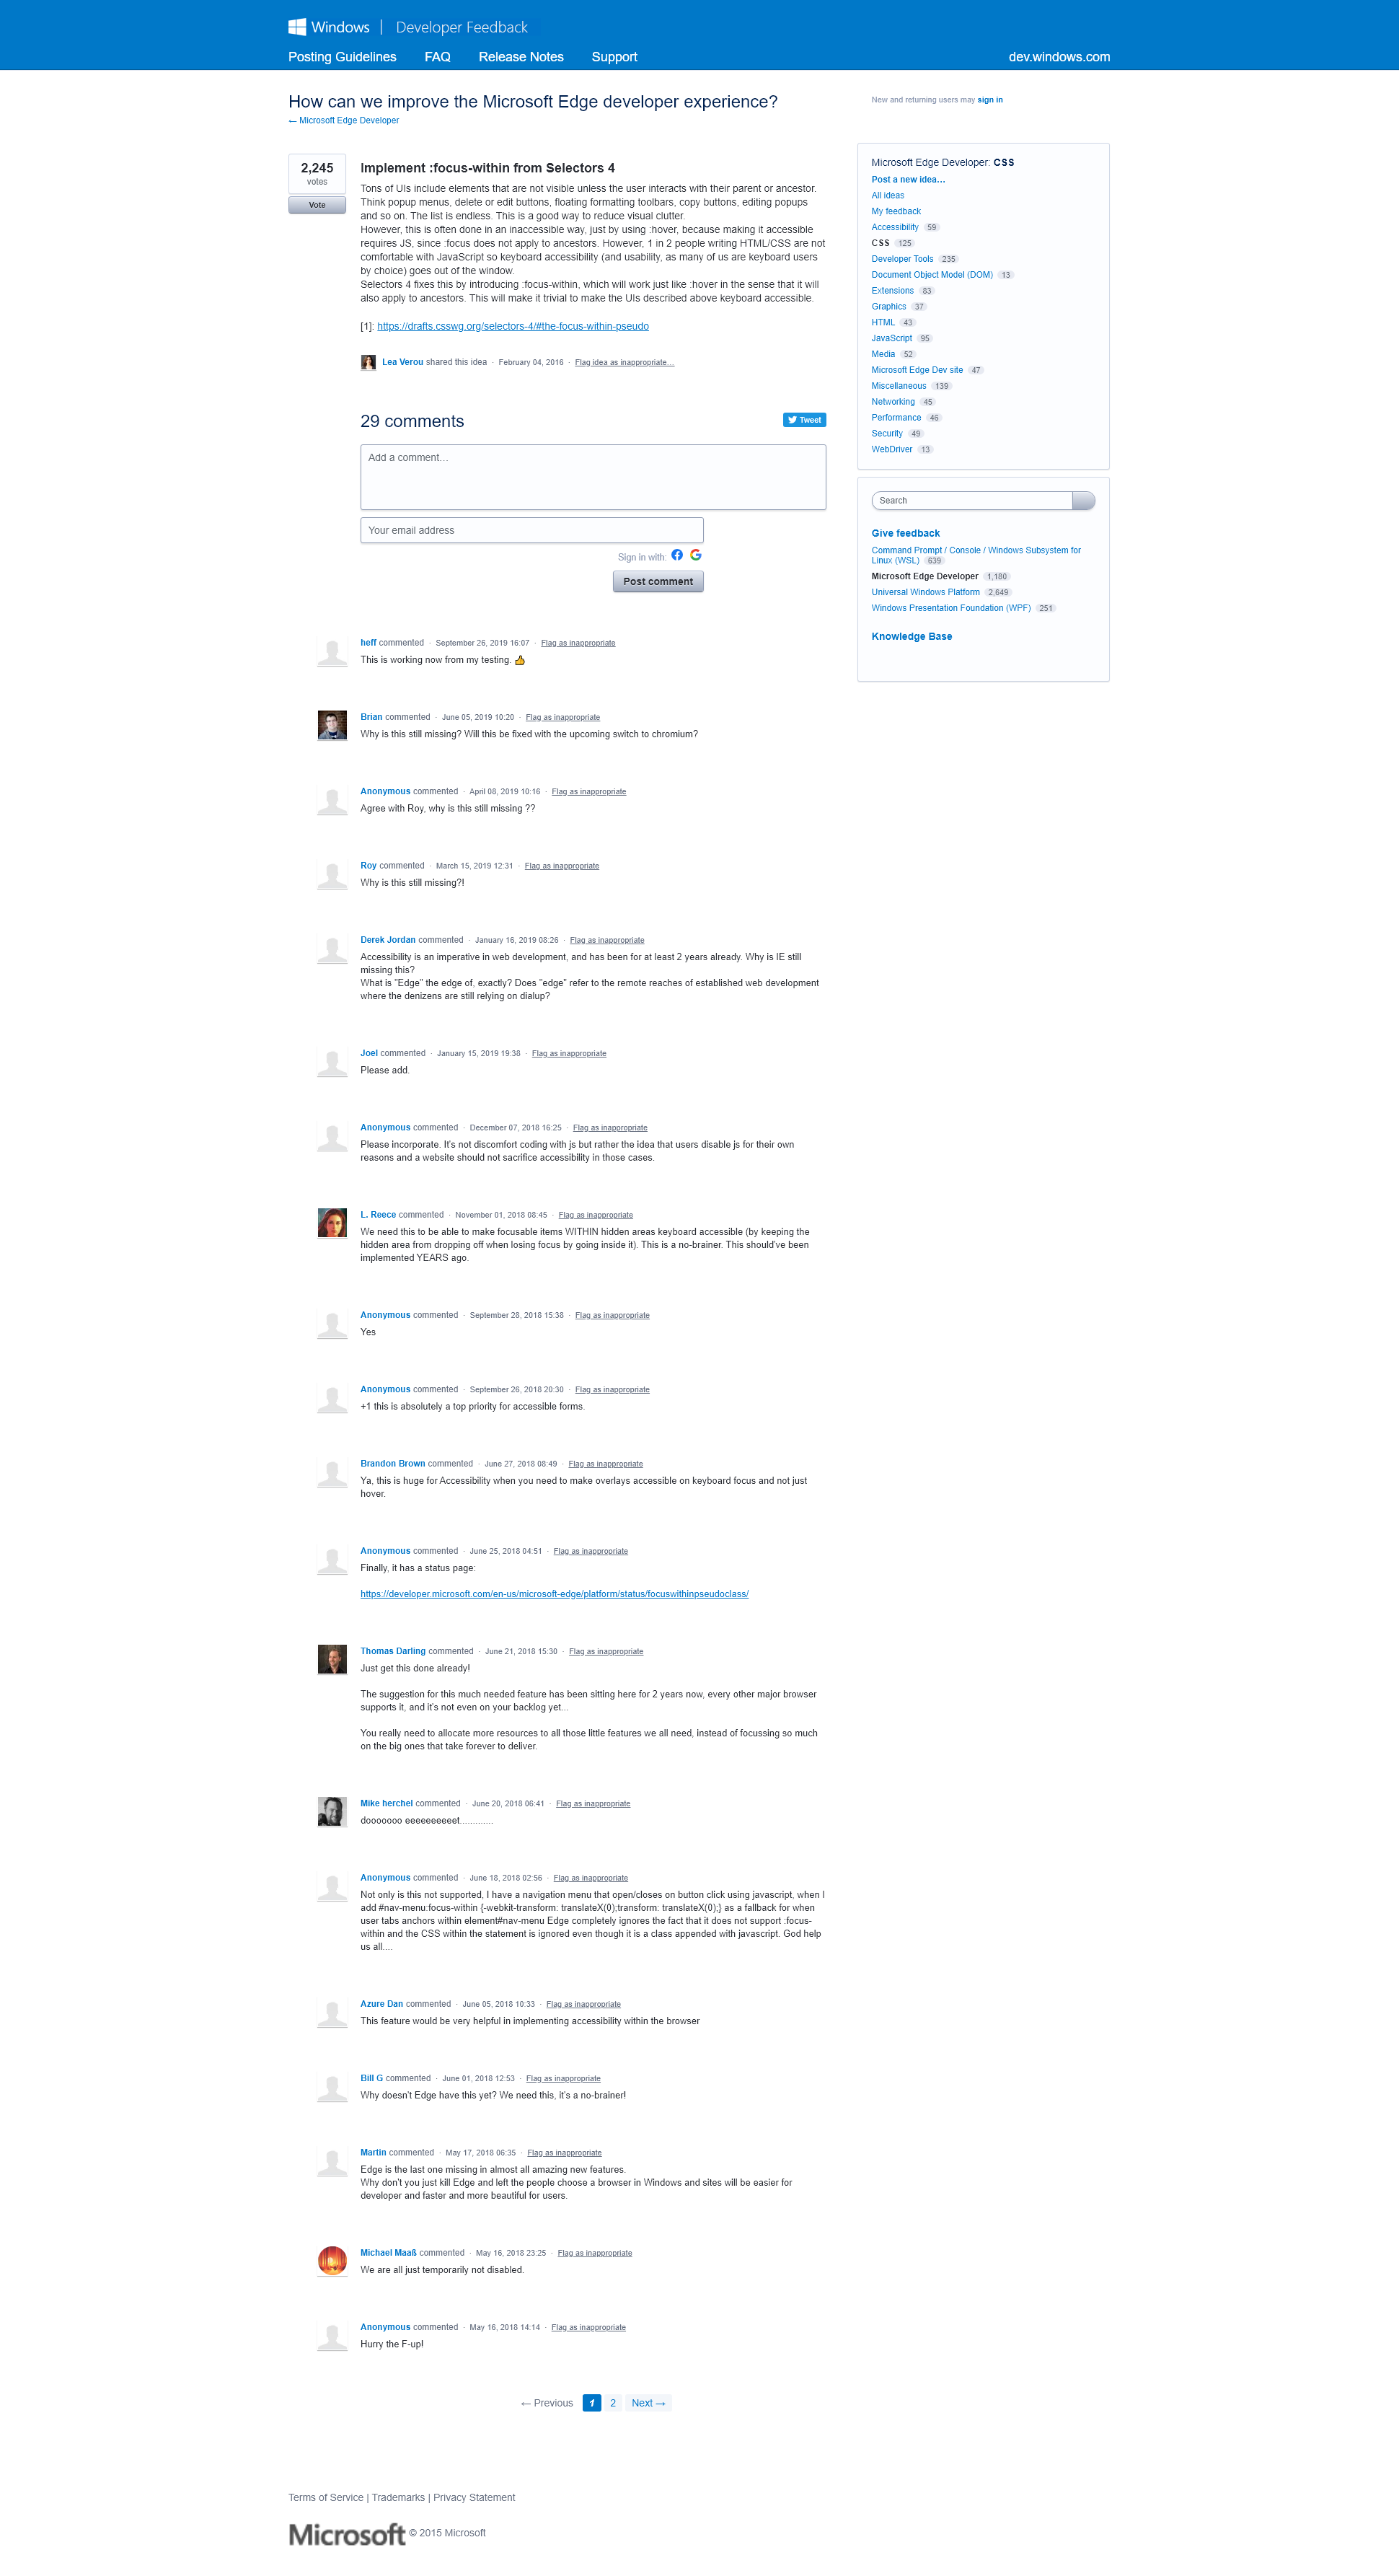 Windows | Developer Feedback
Posting Guidelines FAQ Release Notes Support dev.windows.com
How can we improve the Microsoft Edge developer experience?
← Microsoft Edge Developer
New and returning users may sign in
2,245
votes
Vote
Implement :focus-within from Selectors 4
Tons of UIs include elements that are not visible unless the user interacts with their parent or ancestor.
Think popup menus, delete or edit buttons, floating formatting toolbars, copy buttons, editing popups
and so on. The list is endless. This is a good way to reduce visual clutter.
However, this is often done in an inaccessible way, just by using :hover, because making it accessible
requires JS, since :focus does not apply to ancestors. However, 1 in 2 people writing HTML/CSS are not
comfortable with JavaScript so keyboard accessibility (and usability, as many of us are keyboard users
by choice) goes out of the window.
Selectors 4 fixes this by introducing :focus-within, which will work just like :hover in the sense that it will
also apply to ancestors. This will make it trivial to make the UIs described above keyboard accessible.
[1]: https://drafts.csswg.org/selectors-4/#the-focus-within-pseudo
Lea Verou shared this idea · February 04, 2016 · Flag idea as inappropriate…
29 comments
Tweet
Add a comment…
Your email address
Sign in with:
Post comment
heff commented · September 26, 2019 16:07 · Flag as inappropriate
This is working now from my testing. 👍
Brian commented · June 05, 2019 10:20 · Flag as inappropriate
Why is this still missing? Will this be fixed with the upcoming switch to chromium?
Anonymous commented · April 08, 2019 10:16 · Flag as inappropriate
Agree with Roy, why is this still missing ??
Roy commented · March 15, 2019 12:31 · Flag as inappropriate
Why is this still missing?!
Derek Jordan commented · January 16, 2019 08:26 · Flag as inappropriate
Accessibility is an imperative in web development, and has been for at least 2 years already. Why is IE still
missing this?
What is "Edge" the edge of, exactly? Does "edge" refer to the remote reaches of established web development
where the denizens are still relying on dialup?
Joel commented · January 15, 2019 19:38 · Flag as inappropriate
Please add.
Anonymous commented · December 07, 2018 16:25 · Flag as inappropriate
Please incorporate. It's not discomfort coding with js but rather the idea that users disable js for their own
reasons and a website should not sacrifice accessibility in those cases.
L. Reece commented · November 01, 2018 08:45 · Flag as inappropriate
We need this to be able to make focusable items WITHIN hidden areas keyboard accessible (by keeping the
hidden area from dropping off when losing focus by going inside it). This is a no-brainer. This should've been
implemented YEARS ago.
Anonymous commented · September 28, 2018 15:38 · Flag as inappropriate
Yes
Anonymous commented · September 26, 2018 20:30 · Flag as inappropriate
+1 this is absolutely a top priority for accessible forms.
Brandon Brown commented · June 27, 2018 08:49 · Flag as inappropriate
Ya, this is huge for Accessibility when you need to make overlays accessible on keyboard focus and not just
hover.
Anonymous commented · June 25, 2018 04:51 · Flag as inappropriate
Finally, it has a status page:
https://developer.microsoft.com/en-us/microsoft-edge/platform/status/focuswithinpseudoclass/
Thomas Darling commented · June 21, 2018 15:30 · Flag as inappropriate
Just get this done already!
The suggestion for this much needed feature has been sitting here for 2 years now, every other major browser
supports it, and it's not even on your backlog yet...
You really need to allocate more resources to all those little features we all need, instead of focussing so much
on the big ones that take forever to deliver.
Mike herchel commented · June 20, 2018 06:41 · Flag as inappropriate
dooooooo eeeeeeeeeet.............
Anonymous commented · June 18, 2018 02:56 · Flag as inappropriate
Not only is this not supported, I have a navigation menu that open/closes on button click using javascript, when I
add #nav-menu:focus-within {-webkit-transform: translateX(0);transform: translateX(0);} as a fallback for when
user tabs anchors within element#nav-menu Edge completely ignores the fact that it does not support :focus-
within and the CSS within the statement is ignored even though it is a class appended with javascript. God help
us all....
Azure Dan commented · June 05, 2018 10:33 · Flag as inappropriate
This feature would be very helpful in implementing accessibility within the browser
Bill G commented · June 01, 2018 12:53 · Flag as inappropriate
Why doesn't Edge have this yet? We need this, it's a no-brainer!
Martin commented · May 17, 2018 06:35 · Flag as inappropriate
Edge is the last one missing in almost all amazing new features.
Why don't you just kill Edge and left the people choose a browser in Windows and sites will be easier for
developer and faster and more beautiful for users.
Michael Maaß commented · May 16, 2018 23:25 · Flag as inappropriate
We are all just temporarily not disabled.
Anonymous commented · May 16, 2018 14:14 · Flag as inappropriate
Hurry the F-up!
← Previous 1 2 Next →
Microsoft Edge Developer: CSS
Post a new idea…
All ideas
My feedback
Accessibility 59
CSS 125
Developer Tools 235
Document Object Model (DOM) 13
Extensions 83
Graphics 37
HTML 43
JavaScript 95
Media 52
Microsoft Edge Dev site 47
Miscellaneous 139
Networking 45
Performance 46
Security 49
WebDriver 13
Search
Give feedback
Command Prompt / Console / Windows Subsystem for
Linux (WSL) 639
Microsoft Edge Developer 1,180
Universal Windows Platform 2,649
Windows Presentation Foundation (WPF) 251
Knowledge Base
Terms of Service | Trademarks | Privacy Statement
Microsoft © 2015 Microsoft